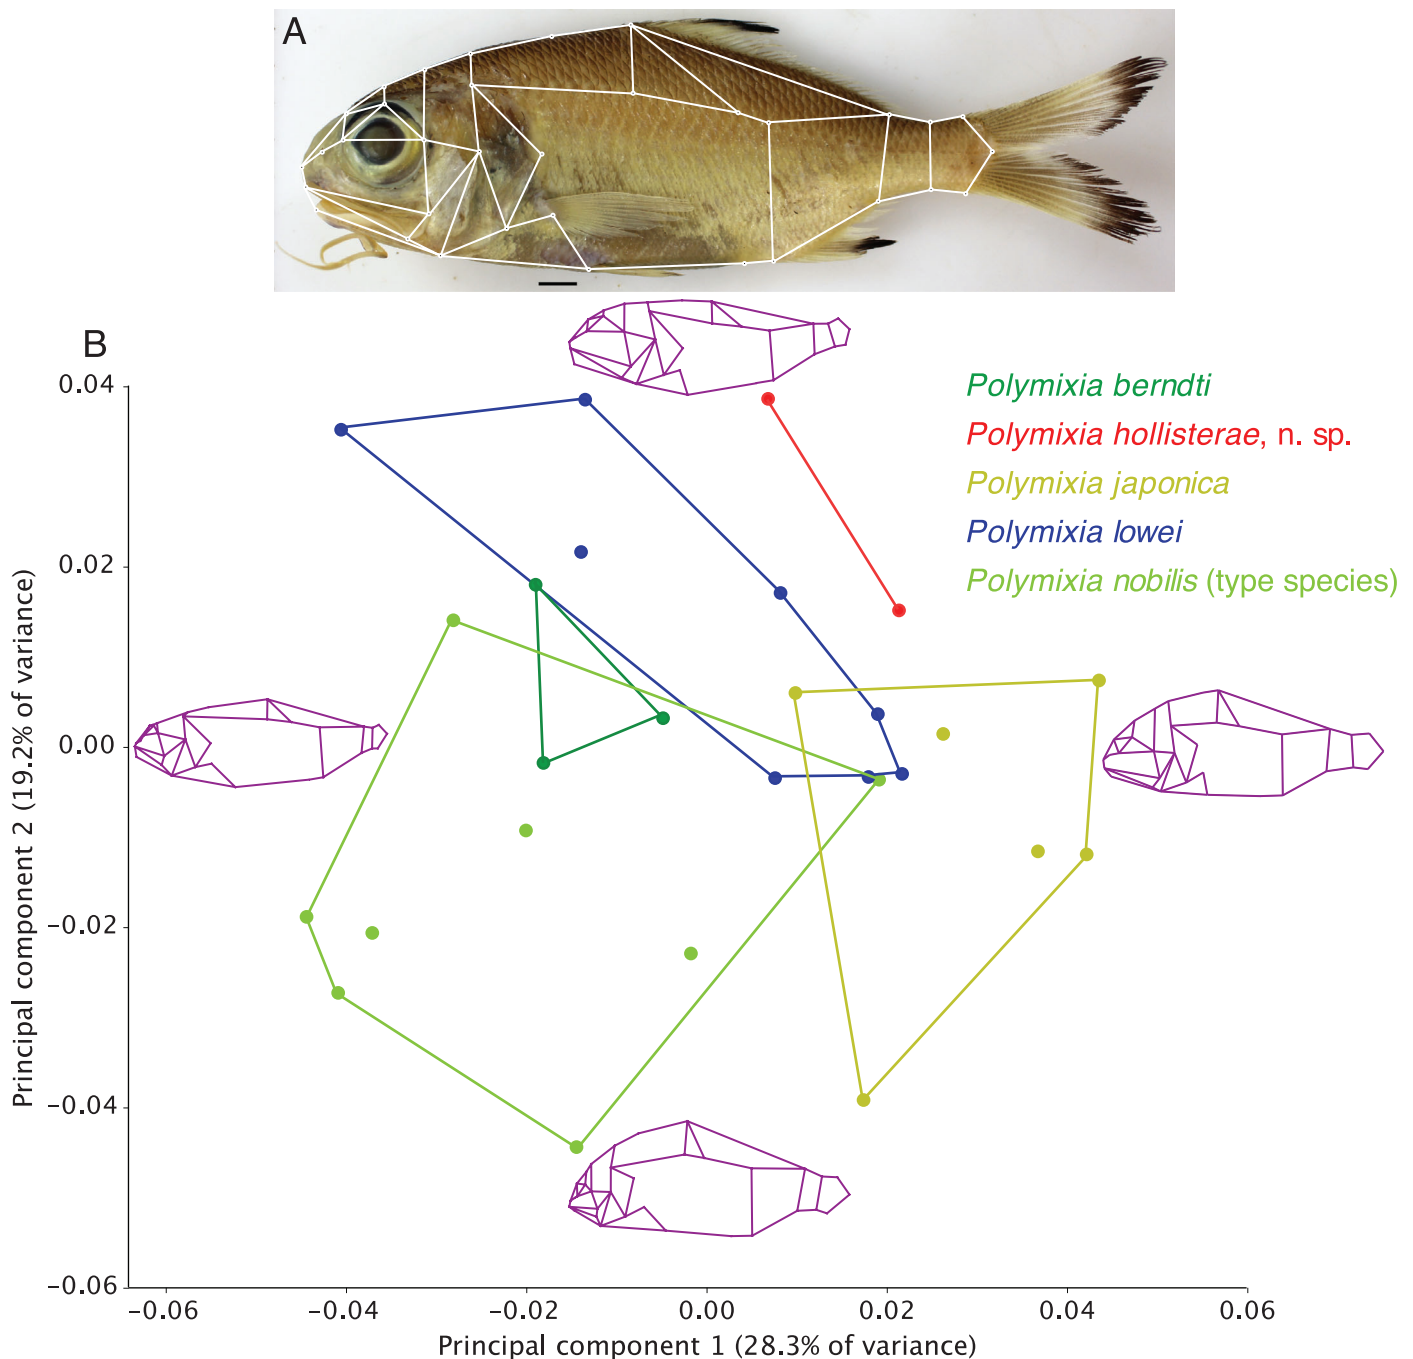 A
B
Polymixia berndti
Polymixia hollisterae, n. sp.
Polymixia japonica
Polymixia lowei
Polymixia nobilis (type species)
0.04
0.02
0.00
−0.02
−0.04
−0.06
Principal component 2 (19.2% of variance)
−0.06
−0.04
−0.02
0.00
0.02
0.04
0.06
Principal component 1 (28.3% of variance)